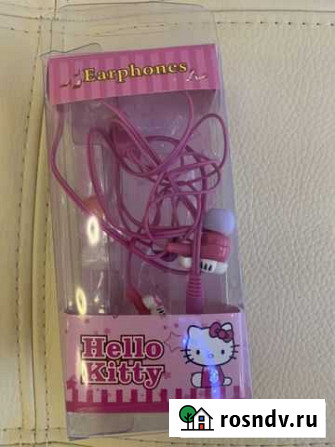 Earphones
Hello
Kitty
rosndv.ru